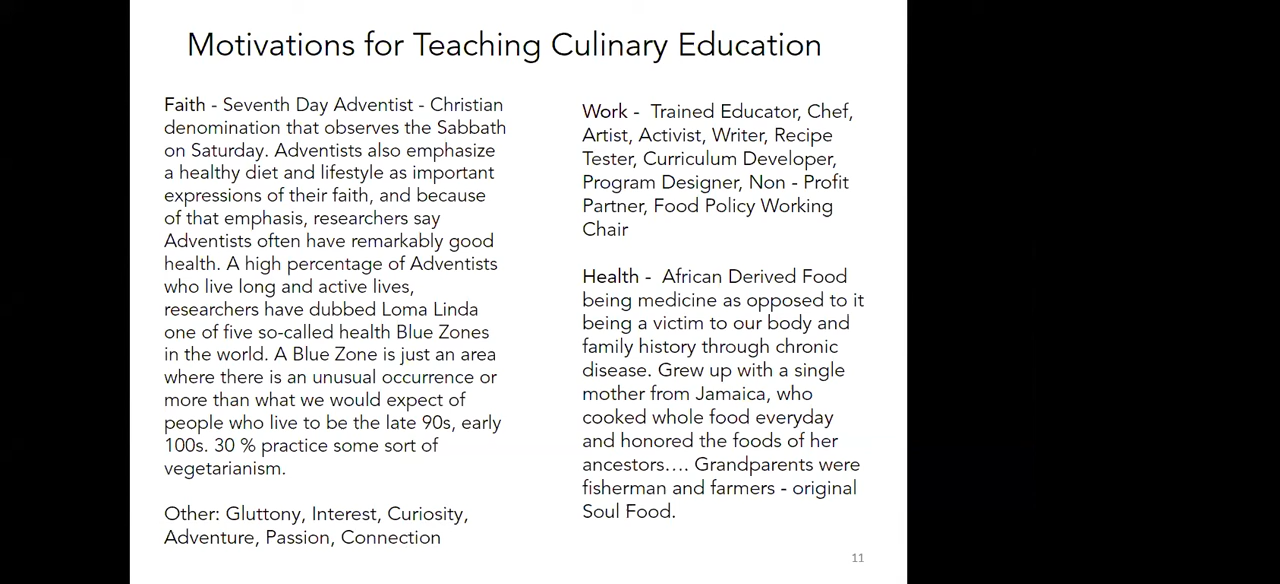 Motivations for Teaching Culinary Education
Faith - Seventh Day Adventist - Christian
denomination that observes the Sabbath
on Saturday. Adventists also emphasize
a healthy diet and lifestyle as important
expressions of their faith, and because
of that emphasis, researchers say
Adventists often have remarkably good
health. A high percentage of Adventists
who live long and active lives,
researchers have dubbed Loma Linda
one of five so-called health Blue Zones
in the world. A Blue Zone is just an area
where there is an unusual occurrence or
more than what we would expect of
people who live to be the late 90s, early
100s. 30 % practice some sort of
vegetarianism.
Other: Gluttony, Interest, Curiosity,
Adventure, Passion, Connection
Work - Trained Educator, Chef,
Artist, Activist, Writer, Recipe
Tester, Curriculum Developer,
Program Designer, Non - Profit
Partner, Food Policy Working
Chair
Health - African Derived Food
being medicine as opposed to it
being a victim to our body and
family history through chronic
disease. Grew up with a single
mother from Jamaica, who
cooked whole food everyday
and honored the foods of her
ancestors…. Grandparents were
fisherman and farmers - original
Soul Food.
11